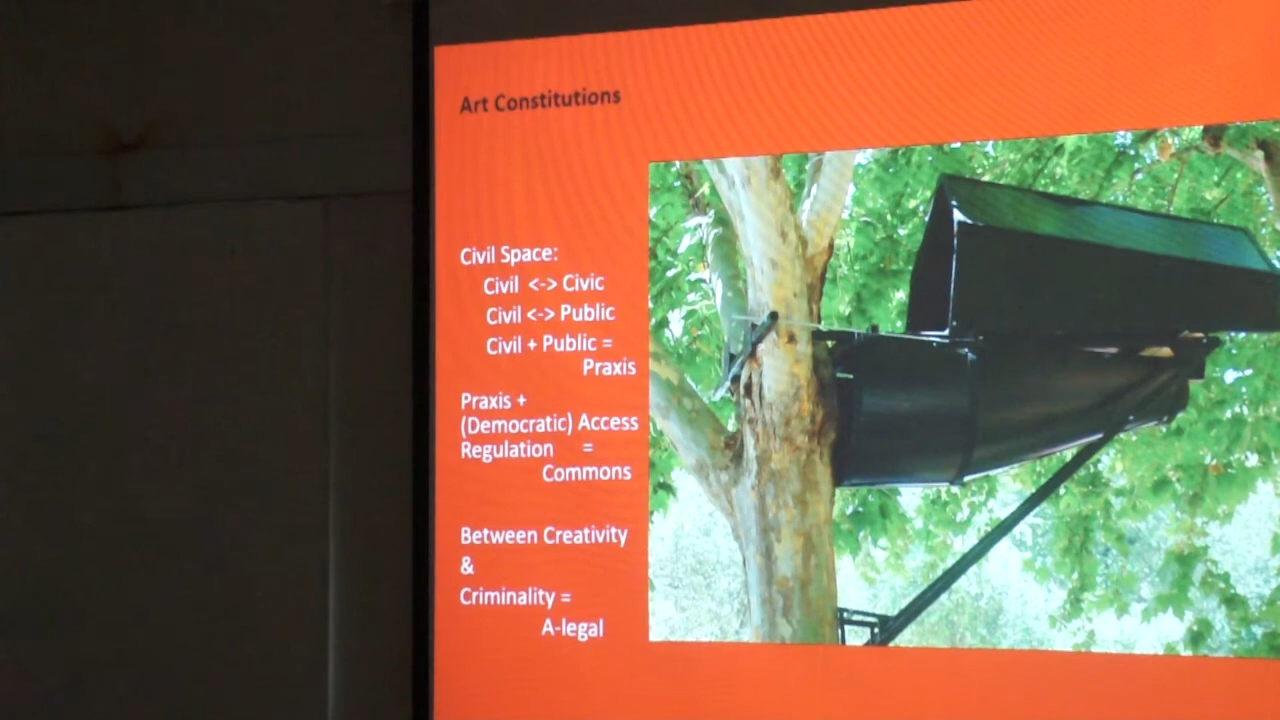 Art Constitutions
Civil Space:
Civil <-> Civic
Civil <-> Public
Civil + Public =
Praxis
Praxis +
(Democratic) Access
Regulation =
Commons
Between Creativity
&
Criminality =
A-legal